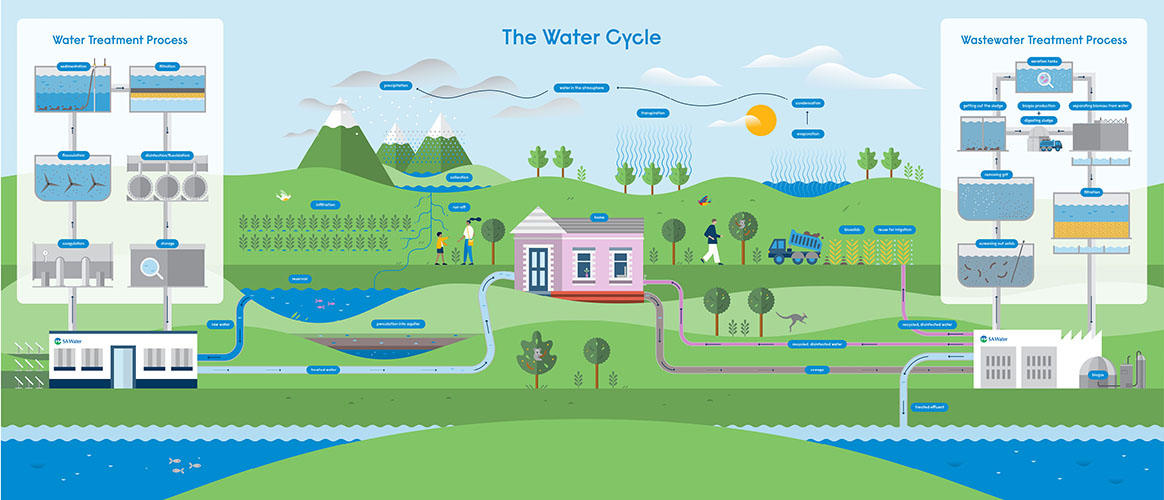 The Water Cycle
Water Treatment Process
sedimentation
filtration
flocculation
disinfection/fluoridation
coagulation
storage
SA Water
precipitation
water in the atmosphere
condensation
evaporation
transpiration
collection
infiltration
run-off
home
reservoir
raw water
percolation into aquifer
treated water
biosolids
reuse for irrigation
recycled, disinfected water
recycled, disinfected water
sewage
treated effluent
Wastewater Treatment Process
aeration tanks
getting out the sludge
biogas production
+
digesting sludge
separating biomass from water
removing grit
filtration
screening out solids
SA Water
biogas